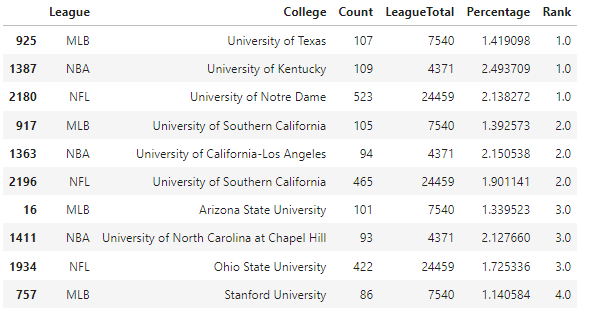 League College Count LeagueTotal Percentage Rank
925 MLB University of Texas 107 7540 1.419098 1.0
1387 NBA University of Kentucky 109 4371 2.493709 1.0
2180 NFL University of Notre Dame 523 24459 2.138272 1.0
917 MLB University of Southern California 105 7540 1.392573 2.0
1363 NBA University of California-Los Angeles 94 4371 2.150538 2.0
2196 NFL University of Southern California 465 24459 1.901141 2.0
16 MLB Arizona State University 101 7540 1.339523 3.0
1411 NBA University of North Carolina at Chapel Hill 93 4371 2.127660 3.0
1934 NFL Ohio State University 422 24459 1.725336 3.0
757 MLB Stanford University 86 7540 1.140584 4.0